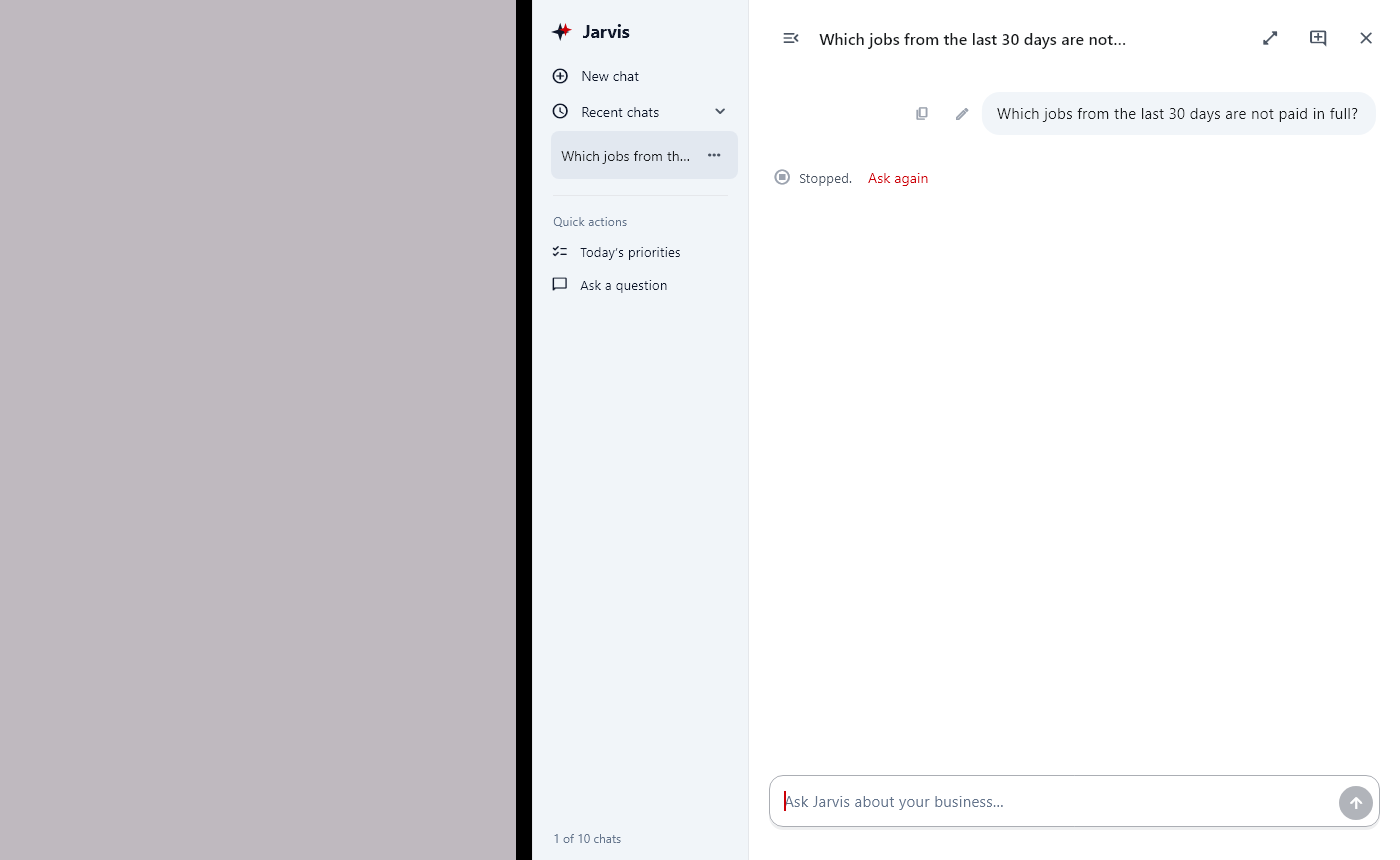 Jarvis
New chat
Recent chats
Which jobs from th...
Quick actions
Today's priorities
Ask a question
1 of 10 chats
Which jobs from the last 30 days are not...
Which jobs from the last 30 days are not paid in full?
Stopped. Ask again
Ask Jarvis about your business...